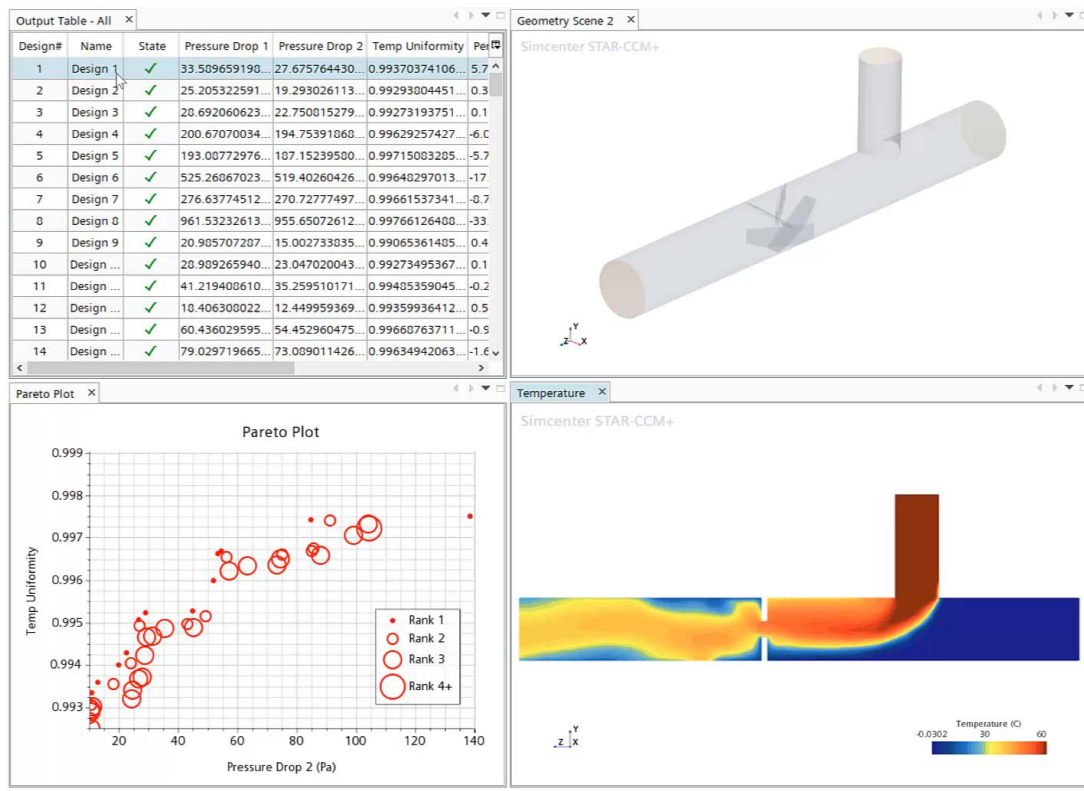 Output Table - All
Design# Name State Pressure Drop 1 Pressure Drop 2 Temp Uniformity Per
1 Design 1 33.589659198... 27.675764430... 0.99370374106... 5.7
2 Design 2 25.205322591... 19.293026113... 0.99293804451... 0.3
3 Design 3 28.692060623... 22.750815279... 0.99273193751... 0.1
4 Design 4 200.67070034... 194.75391868... 0.99629257427... -6.0
5 Design 5 193.08772976... 187.15239580... 0.99715083285... -5.7
6 Design 6 525.26867023... 519.40260426... 0.99648297013... -17.
7 Design 7 276.63774512... 270.72777497... 0.99661537341... -8.7
8 Design 8 961.53232613... 955.65072612... 0.99766126488... -33.
9 Design 9 20.985707287... 15.002733835... 0.99065361485... 0.4
10 Design ... 28.989265940... 23.047020043... 0.99273495367... 0.1
11 Design ... 41.219408610... 35.259510171... 0.99485359045... -0.2
12 Design ... 18.406308022... 12.449959369... 0.99359936412... 0.5
13 Design ... 60.436029595... 54.452960475... 0.99668763711... -0.9
14 Design ... 79.029719665... 73.089011426... 0.99634942063... -1.6
Geometry Scene 2
Simcenter STAR-CCM+
Y
Z X
Pareto Plot
Pareto Plot
0.999
0.998
0.997
0.996
0.995
0.994
0.993
Temp Uniformity
Rank 1
Rank 2
Rank 3
Rank 4+
20 40 60 80 100 120 140
Pressure Drop 2 (Pa)
Temperature
Simcenter STAR-CCM+
Y
Z X
Temperature (C)
-0.0302 30 60